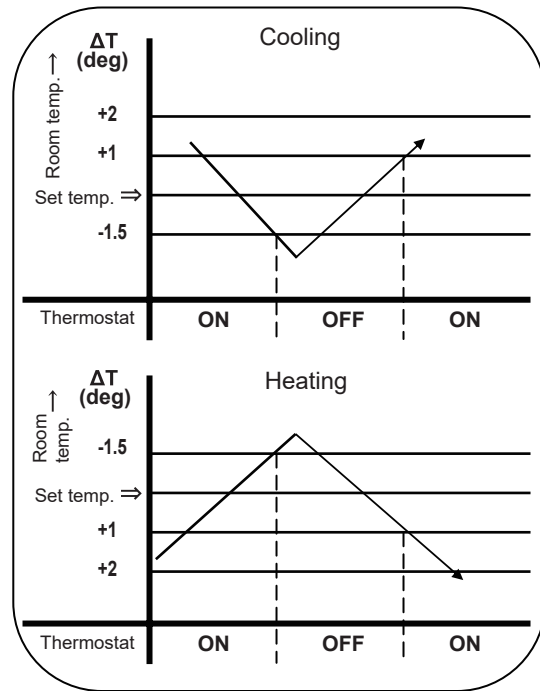 ΔT
(deg)
Cooling
Room temp. →
+2
+1
Set temp. ⇒
-1.5
Thermostat ON OFF ON
ΔT
(deg)
Heating
Room
temp. →
-1.5
Set temp. ⇒
+1
+2
Thermostat ON OFF ON